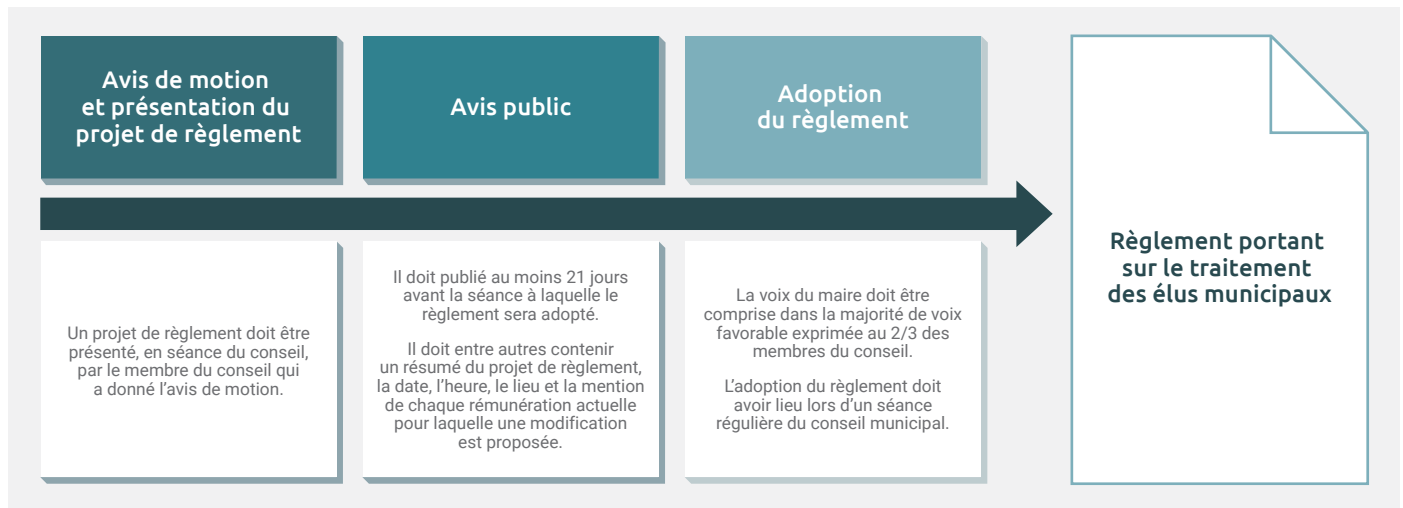 Avis de motion
et présentation du
projet de règlement
Un projet de règlement doit être
présenté, en séance du conseil,
par le membre du conseil qui
a donné l’avis de motion.
Avis public
Il doit publié au moins 21 jours
avant la séance à laquelle le
règlement sera adopté.
Il doit entre autres contenir
un résumé du projet de règlement,
la date, l’heure, le lieu et la mention
de chaque rémunération actuelle
pour laquelle une modification
est proposée.
Adoption
du règlement
La voix du maire doit être
comprise dans la majorité de voix
favorable exprimée au 2/3 des
membres du conseil.
L’adoption du règlement doit
avoir lieu lors d’un séance
régulière du conseil municipal.
Règlement portant
sur le traitement
des élus municipaux